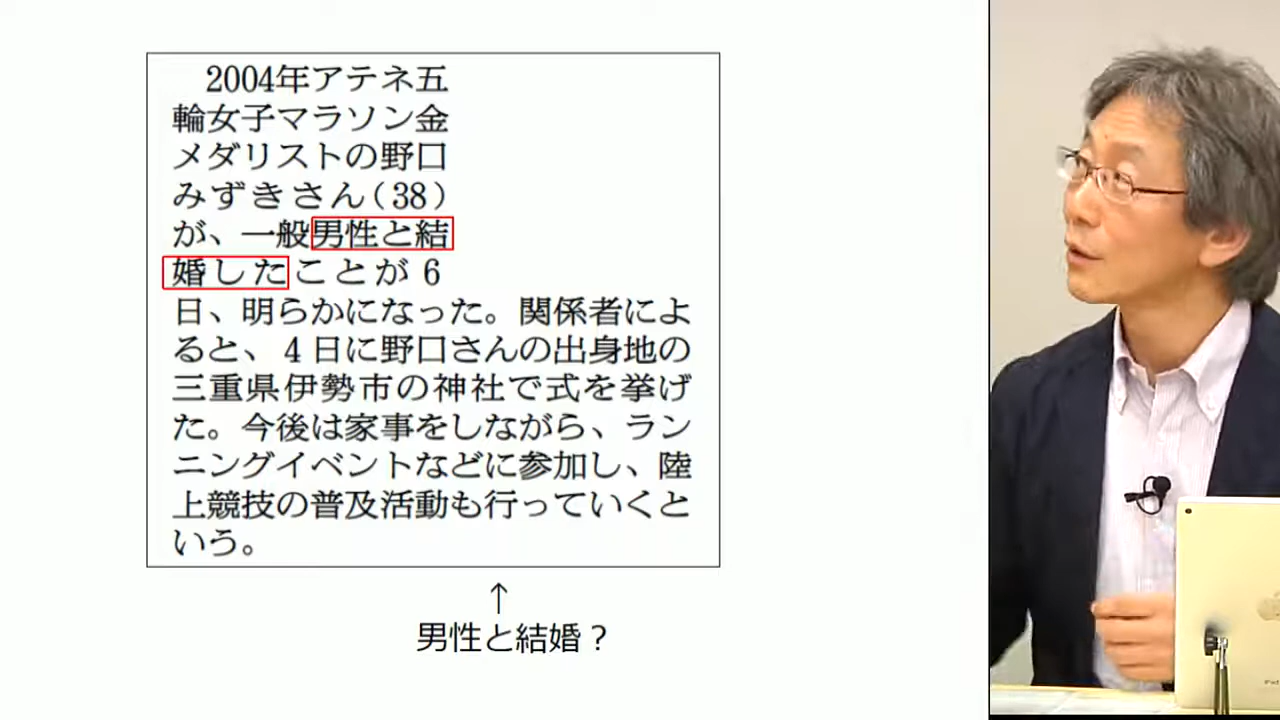 2004年アテネ五
輪女子マラソン金
メダリストの野口
みずきさん（38）
が、一般男性と結
婚したことが6
日、明らかになった。関係者によ
ると、4日に野口さんの出身地の
三重県伊勢市の神社で式を挙げ
た。今後は家事をしながら、ラン
ニングイベントなどに参加し、陸
上競技の普及活動も行っていくと
いう。
↑
男性と結婚？
iPad